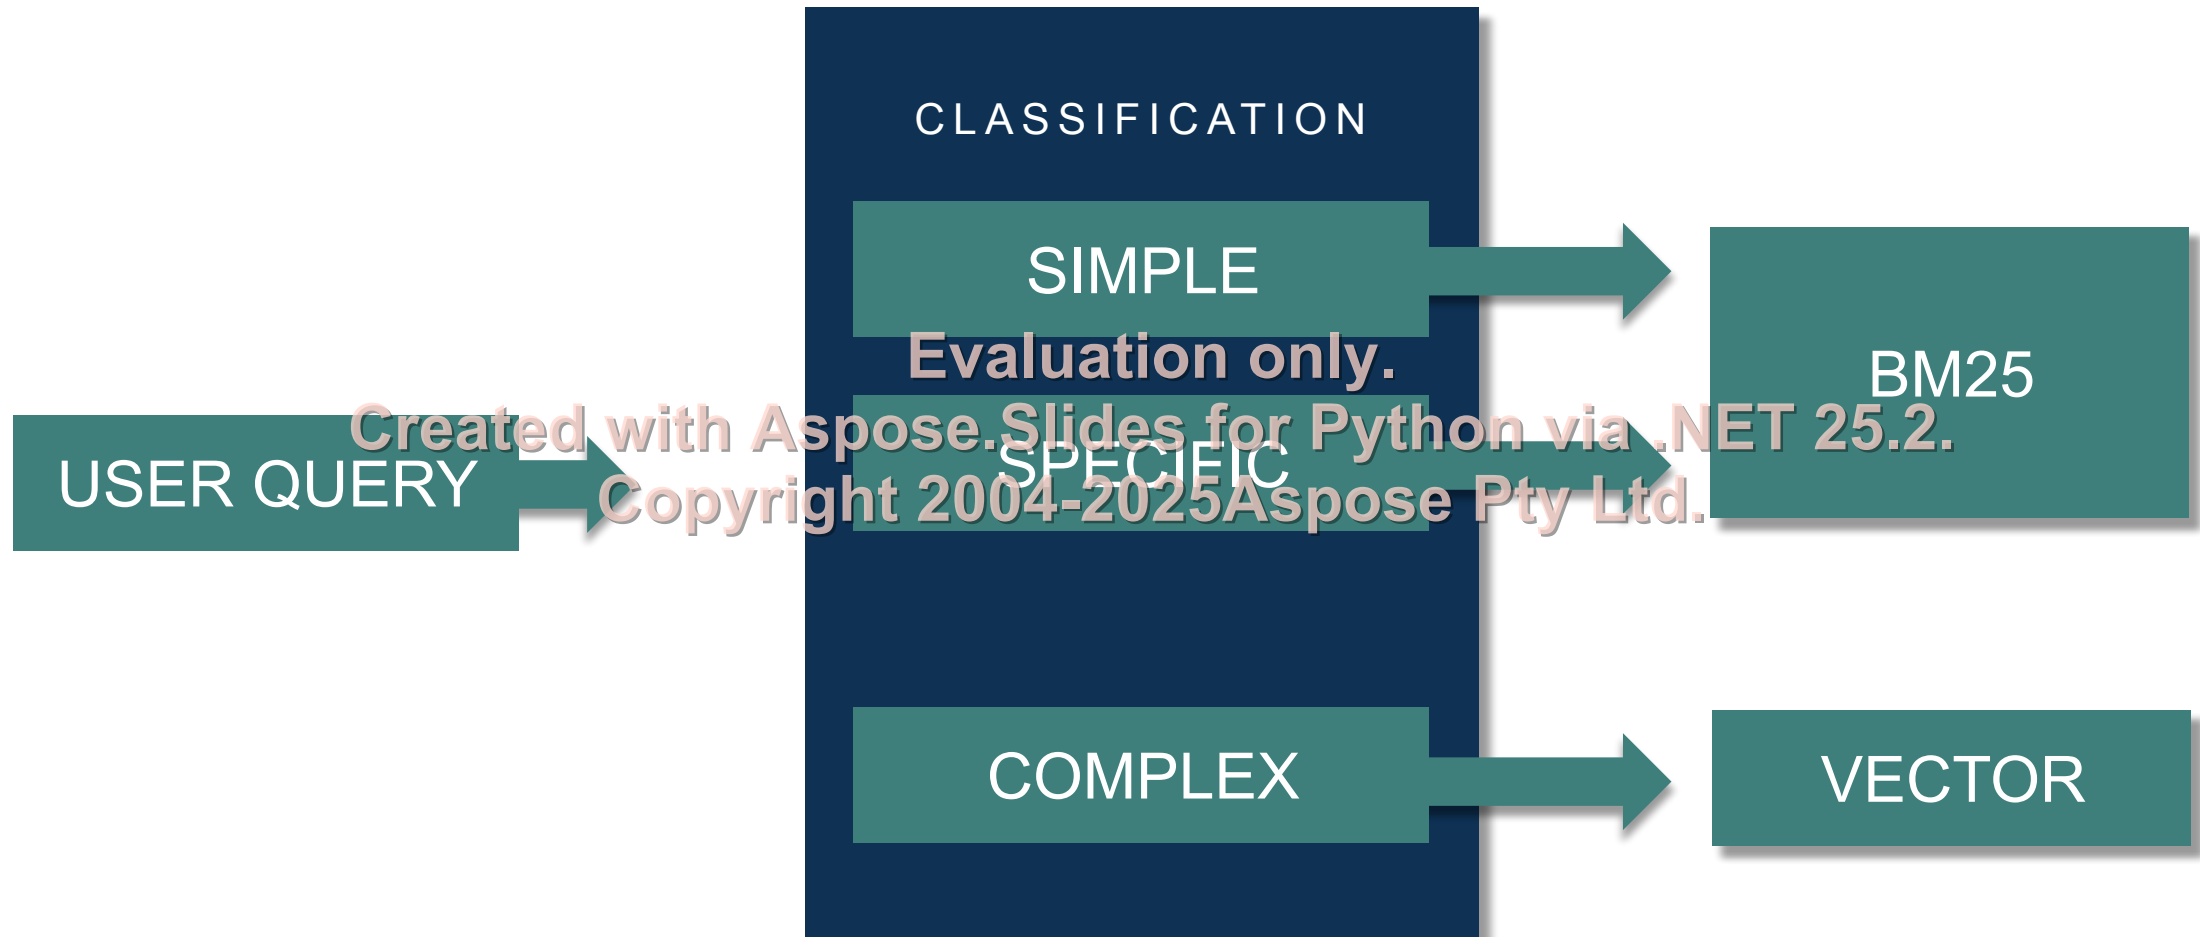 CLASSIFICATION
SIMPLE
BM25
Evaluation only.
Created with Aspose.Slides for Python via .NET 25.2.
USER QUERY
SPECIFIC
Copyright 2004-2025Aspose Pty Ltd.
COMPLEX
VECTOR